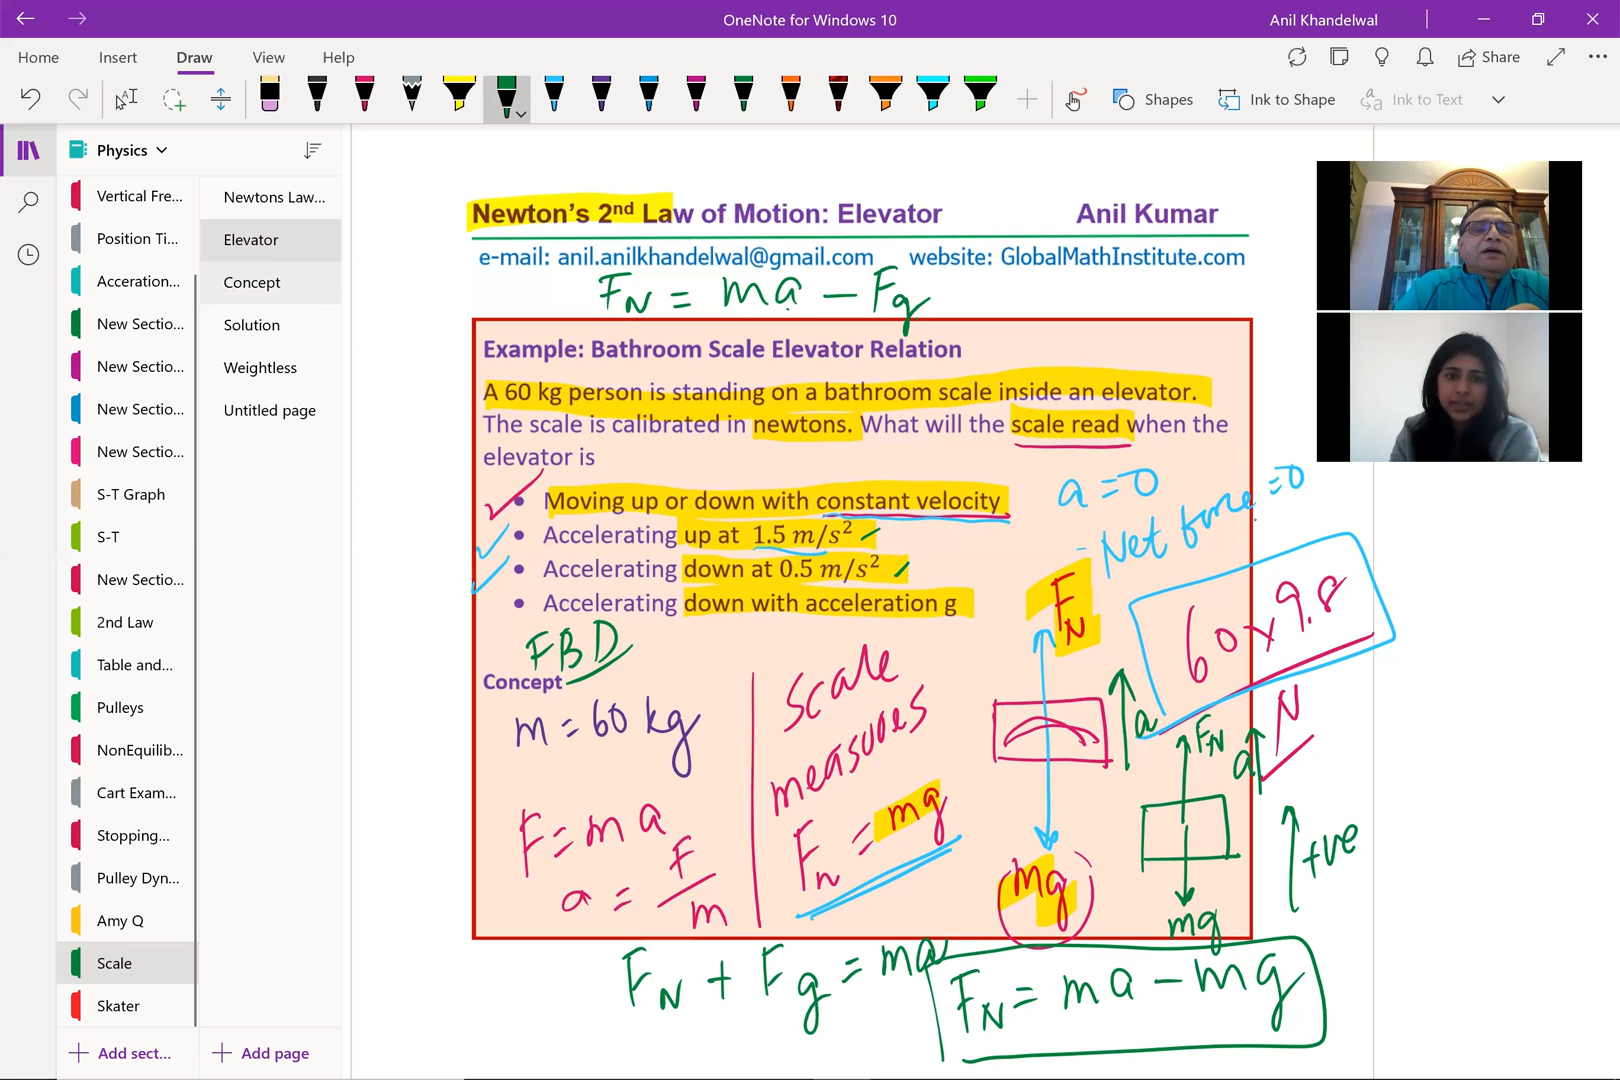 OneNote for Windows 10
Anil Khandelwal
Home Insert Draw View Help
Share
Shapes
Ink to Shape
Ink to Text
Physics
Vertical Fre...
Position Ti...
Acceration...
New Sectio...
New Sectio...
New Sectio...
New Sectio...
S-T Graph
S-T
New Sectio...
2nd Law
Table and...
Pulleys
NonEquilib...
Cart Exam...
Stopping...
Pulley Dyn...
Amy Q
Scale
Skater
Add sect...
Newtons Law...
Elevator
Concept
Solution
Weightless
Untitled page
Add page
Newton's 2nd Law of Motion: Elevator Anil Kumar
e-mail: anil.anilkhandelwal@gmail.com website: GlobalMathInstitute.com
FN = ma − Fg
Example: Bathroom Scale Elevator Relation
A 60 kg person is standing on a bathroom scale inside an elevator.
The scale is calibrated in newtons. What will the scale read when the
elevator is
• Moving up or down with constant velocity
• Accelerating up at 1.5 m/s²
• Accelerating down at 0.5 m/s²
• Accelerating down with acceleration g
a = 0
Net force = 0
FBD
Concept
m = 60 kg
F = ma
a = F/m
Scale
measures
Fn = mg
FN
mg
a
60 x 9.8
N
FN
a
mg
+ve
FN + Fg = ma
FN = ma − mg